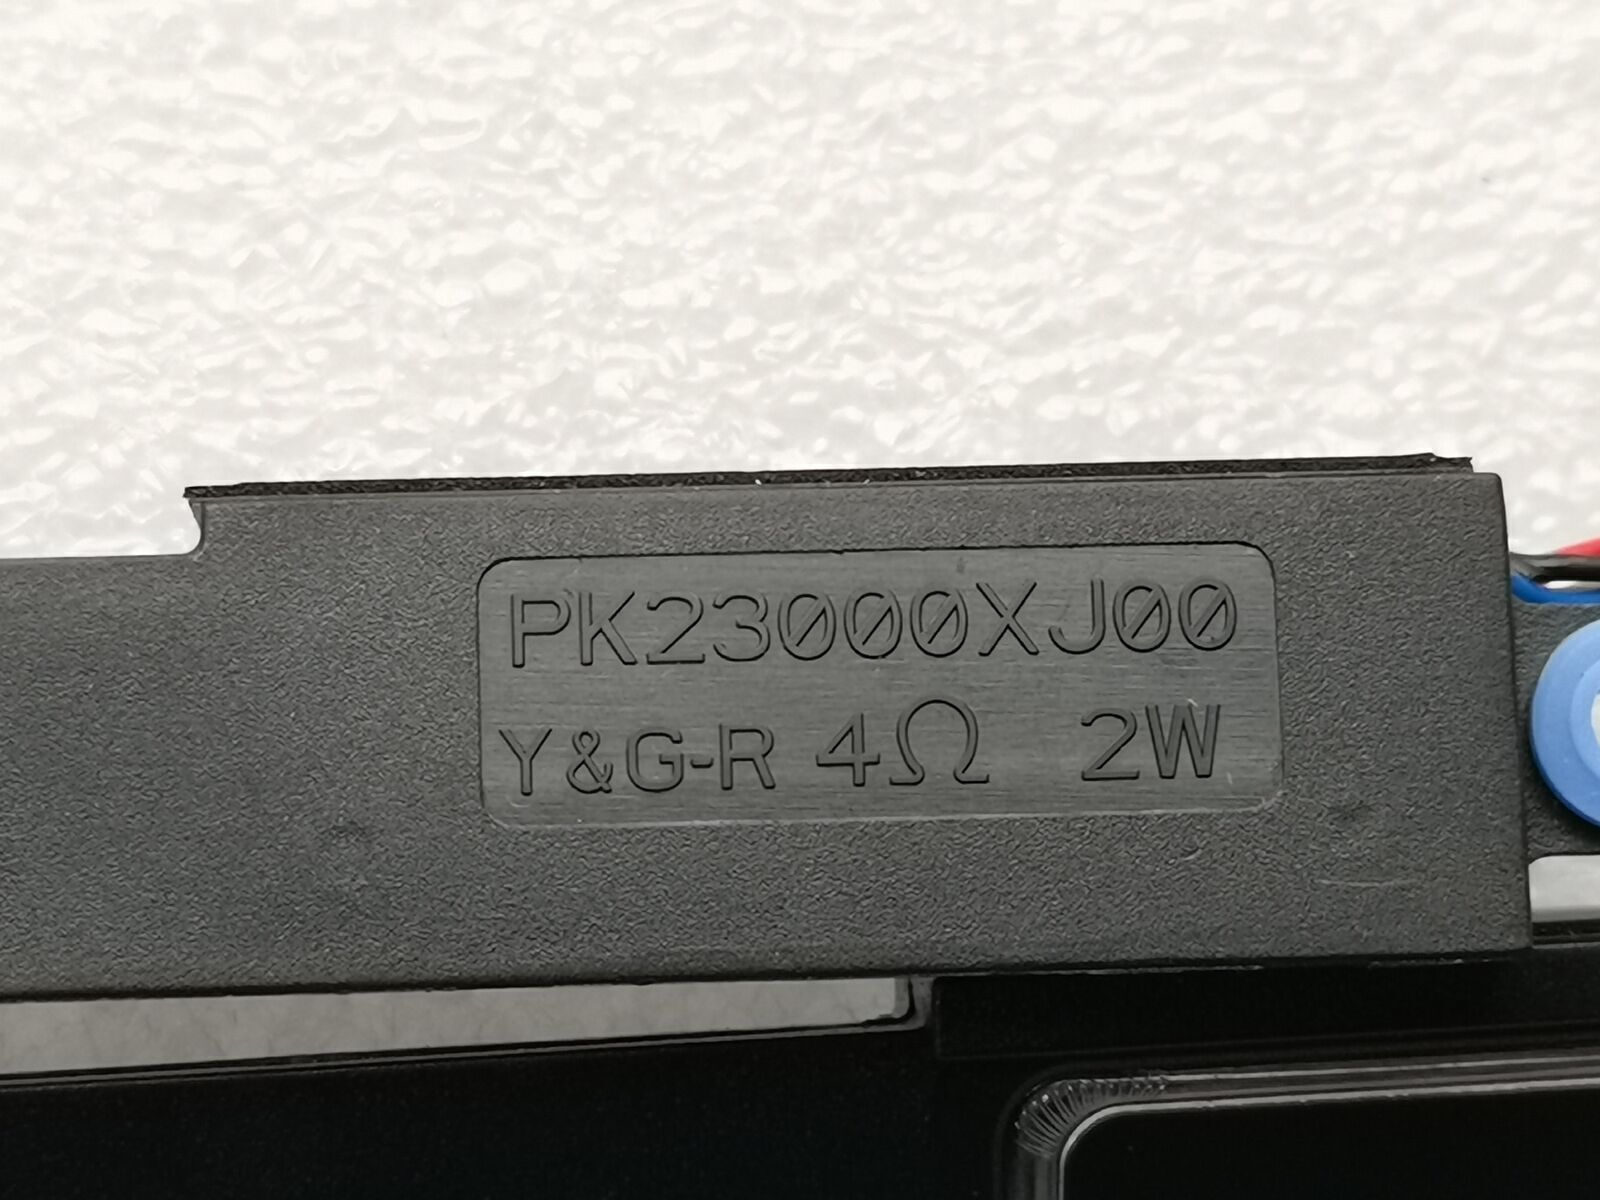 PK23000XJ00
Y&G-R 4Ω 2W